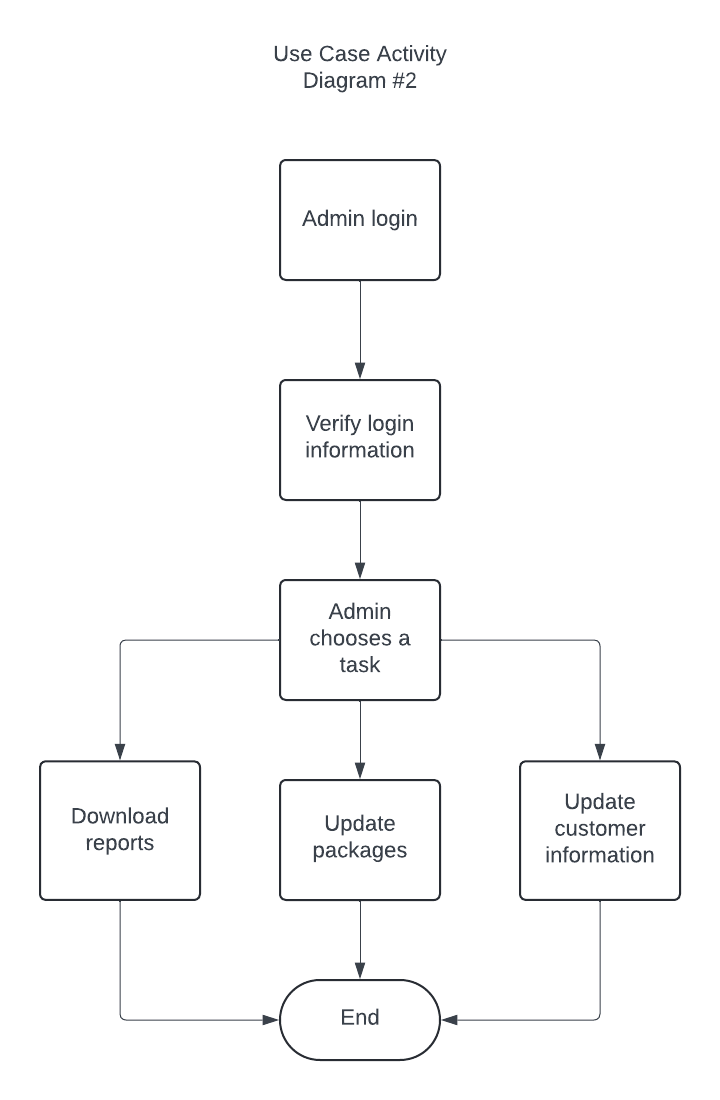 Use Case Activity
Diagram #2
Admin login
Verify login
information
Admin
chooses a
task
Download
reports
Update
packages
Update
customer
information
End